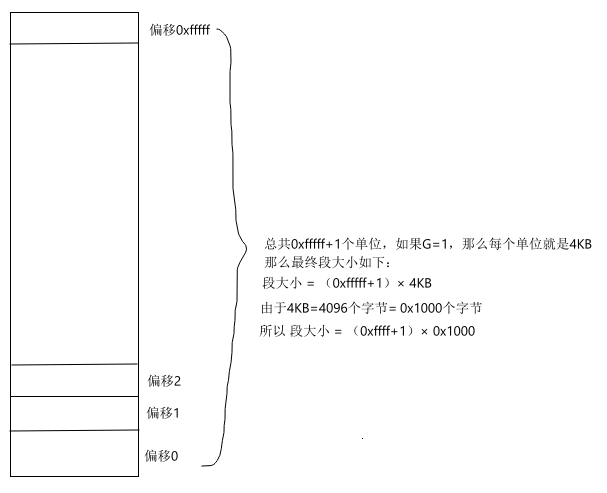 偏移0xfffff
总共0xfffff+1个单位，如果G=1，那么每个单位就是4KB
那么最终段大小如下：
段大小 = （0xfffff+1）× 4KB
由于4KB=4096个字节= 0x1000个字节
所以 段大小 = （0xffff+1）× 0x1000
偏移2
偏移1
偏移0